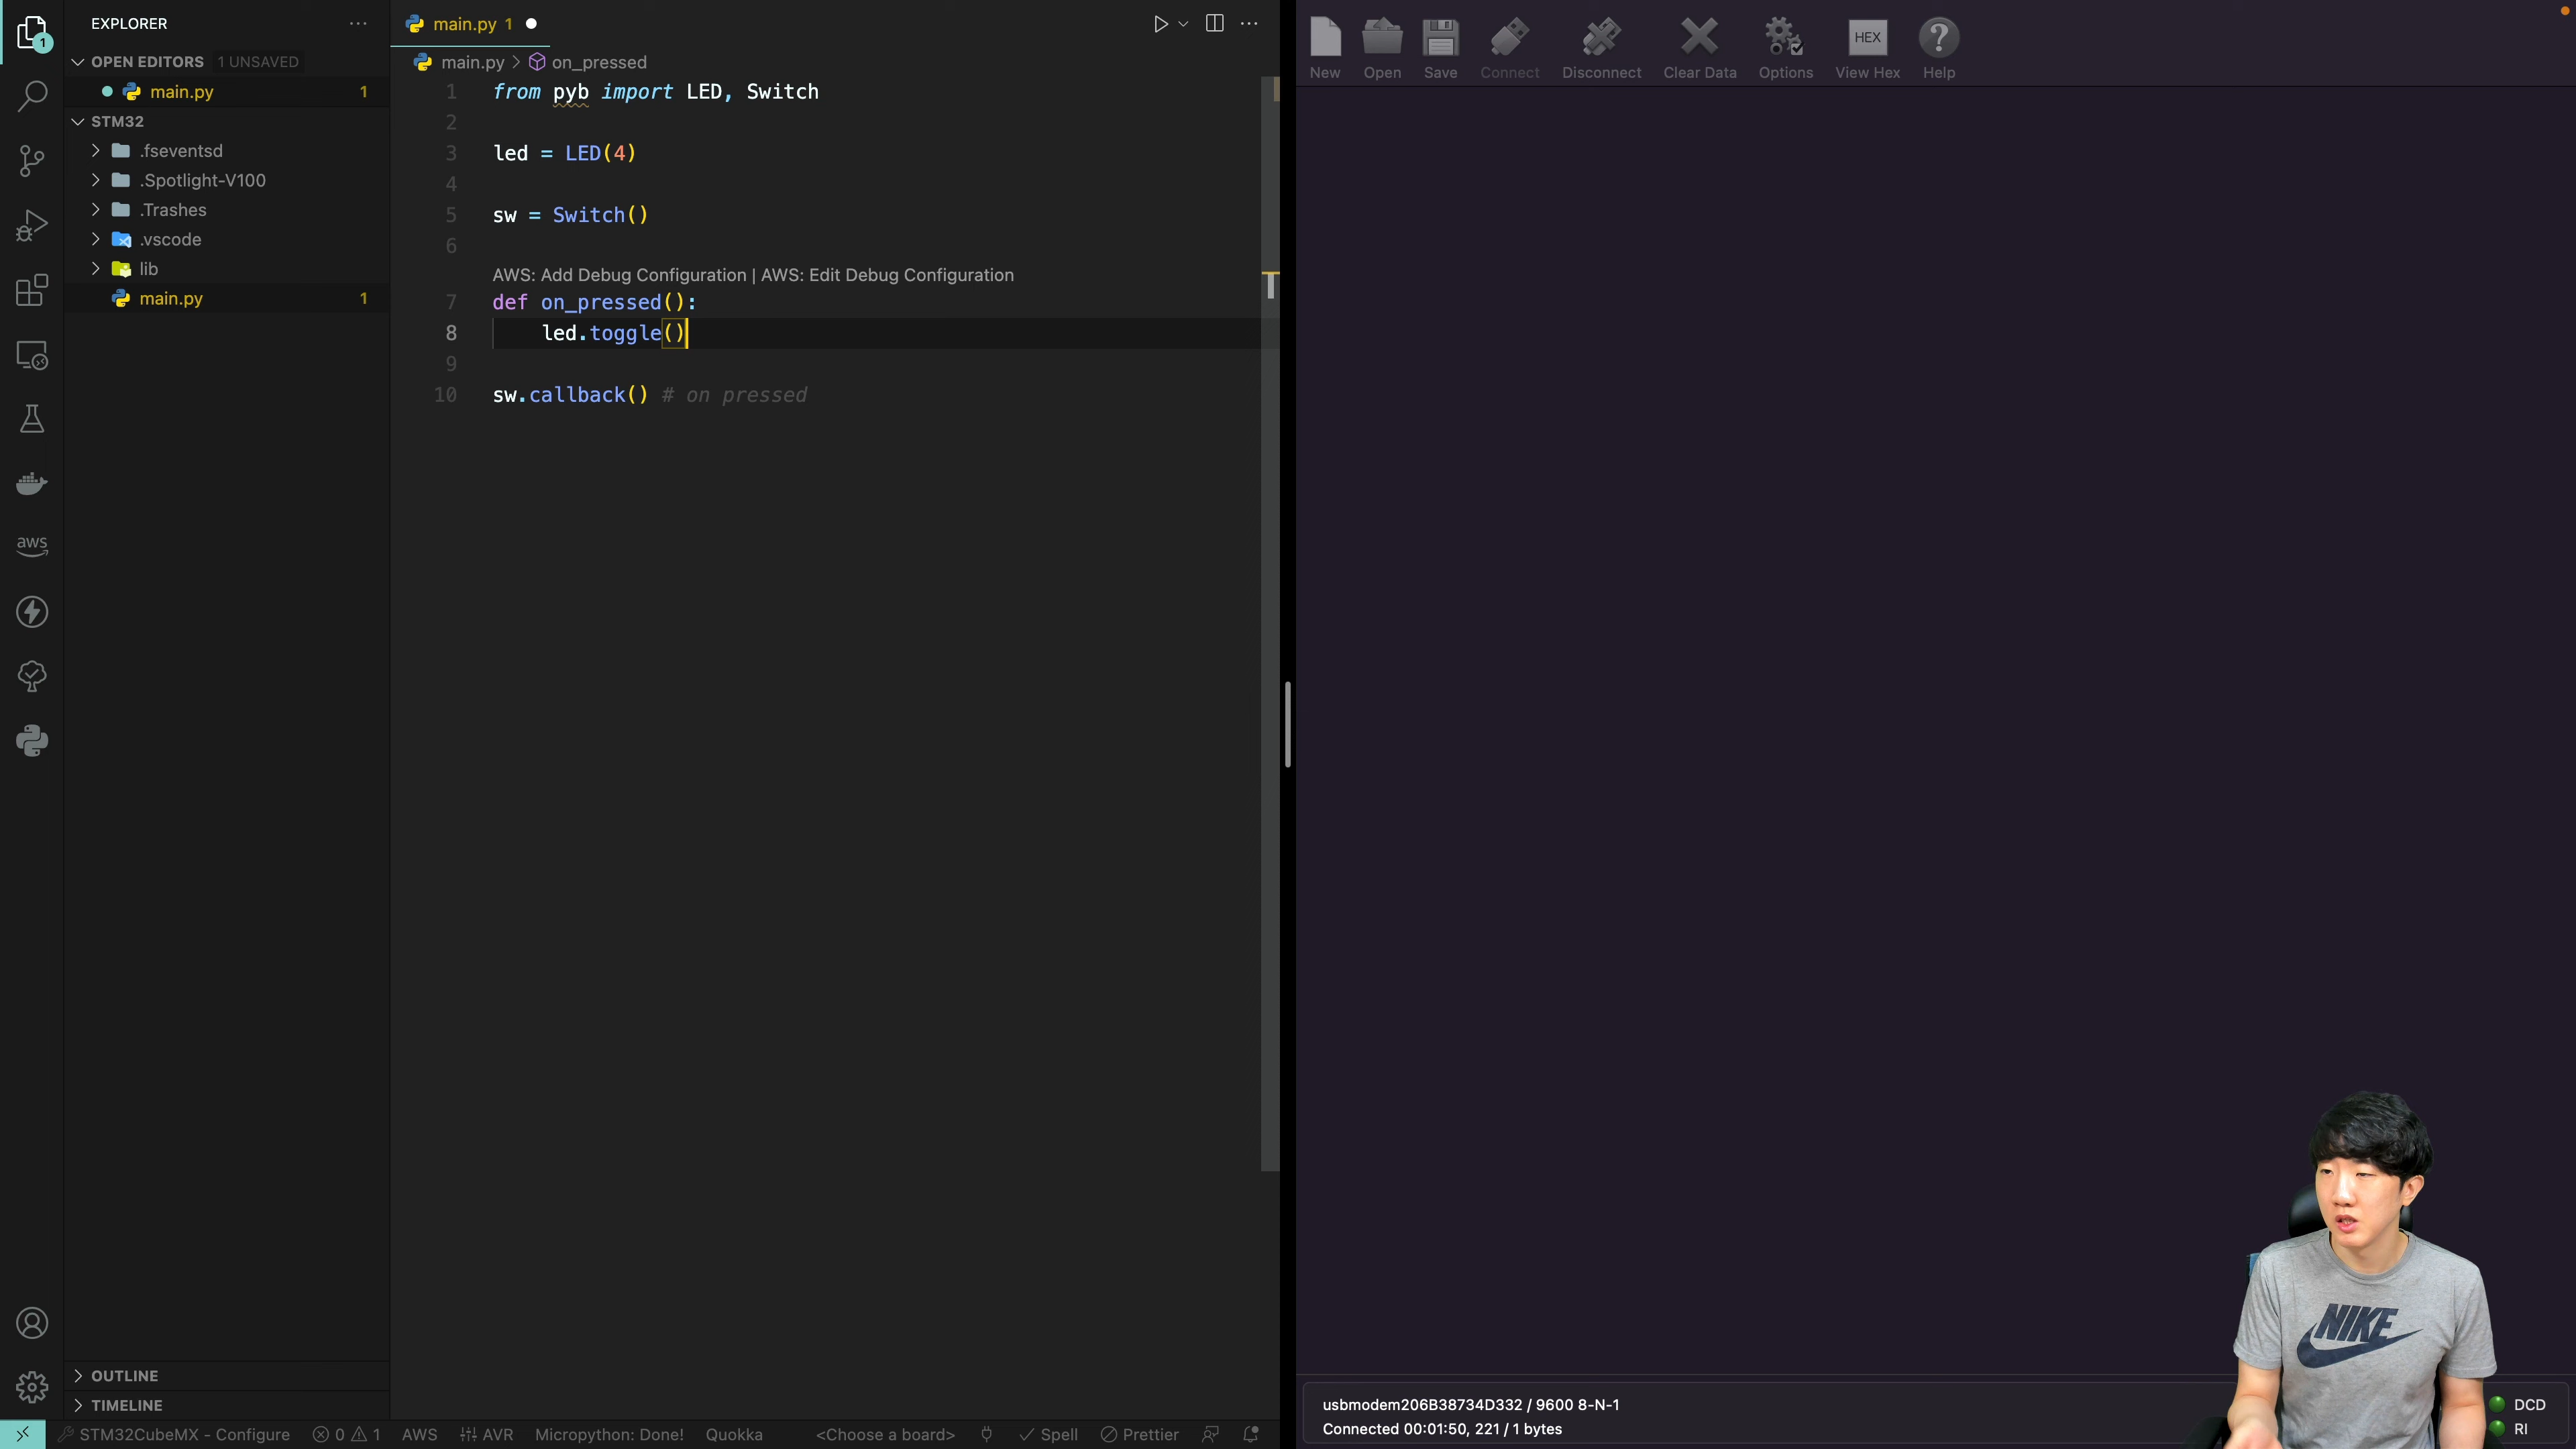 EXPLORER
OPEN EDITORS 1 UNSAVED
main.py 1
STM32
.fseventsd
.Spotlight-V100
.Trashes
.vscode
lib
main.py 1
OUTLINE
TIMELINE
1
aws
main.py 1
main.py > on_pressed
1 from pyb import LED, Switch
2
3 led = LED(4)
4
5 sw = Switch()
6
AWS: Add Debug Configuration | AWS: Edit Debug Configuration
7 def on_pressed():
8 led.toggle()
9
10 sw.callback() # on pressed
STM32CubeMX - Configure 0 1 AWS AVR Micropython: Done! Quokka <Choose a board> Spell Prettier
New Open Save Connect Disconnect Clear Data Options View Hex Help
HEX
?
NIKE
usbmodem206B38734D332 / 9600 8-N-1
Connected 00:01:50, 221 / 1 bytes
DCD
RI